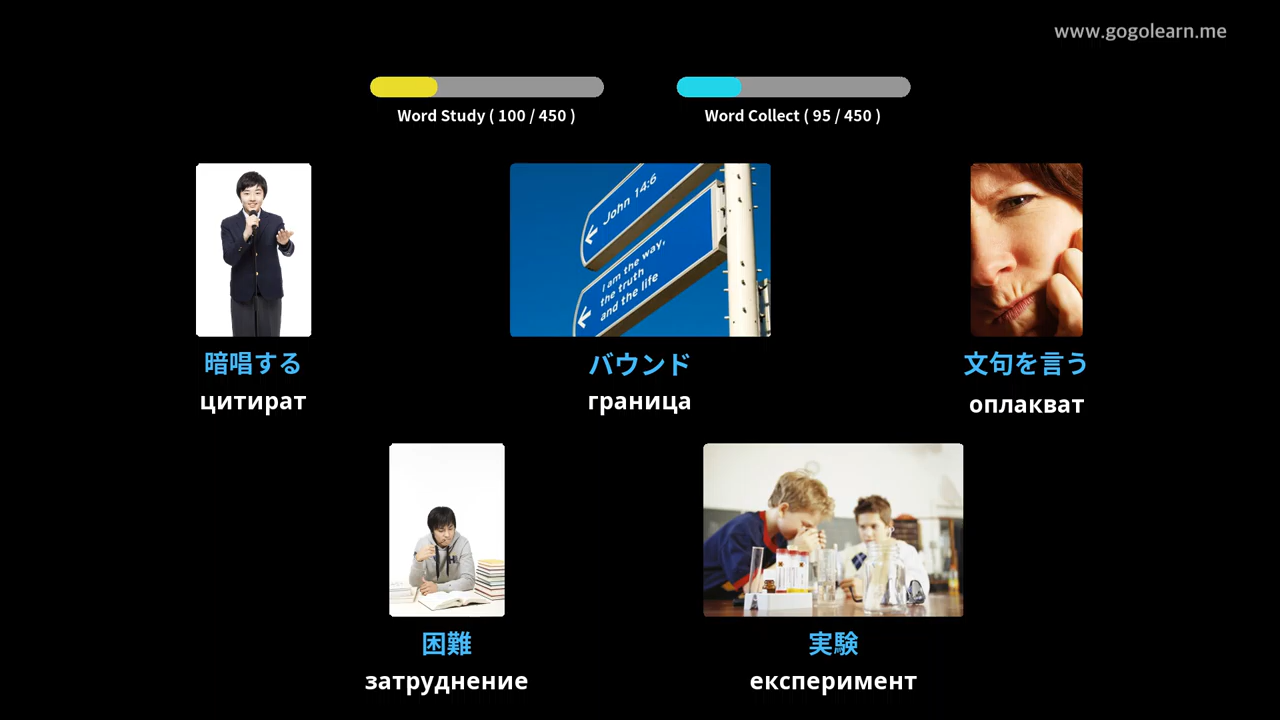 www.gogolearn.me
Word Study ( 100 / 450 )
Word Collect ( 95 / 450 )
John 14:6
I am the way,
the truth
and the life
暗唱する
цитират
バウンド
граница
文句を言う
оплакват
困難
затруднение
実験
експеримент